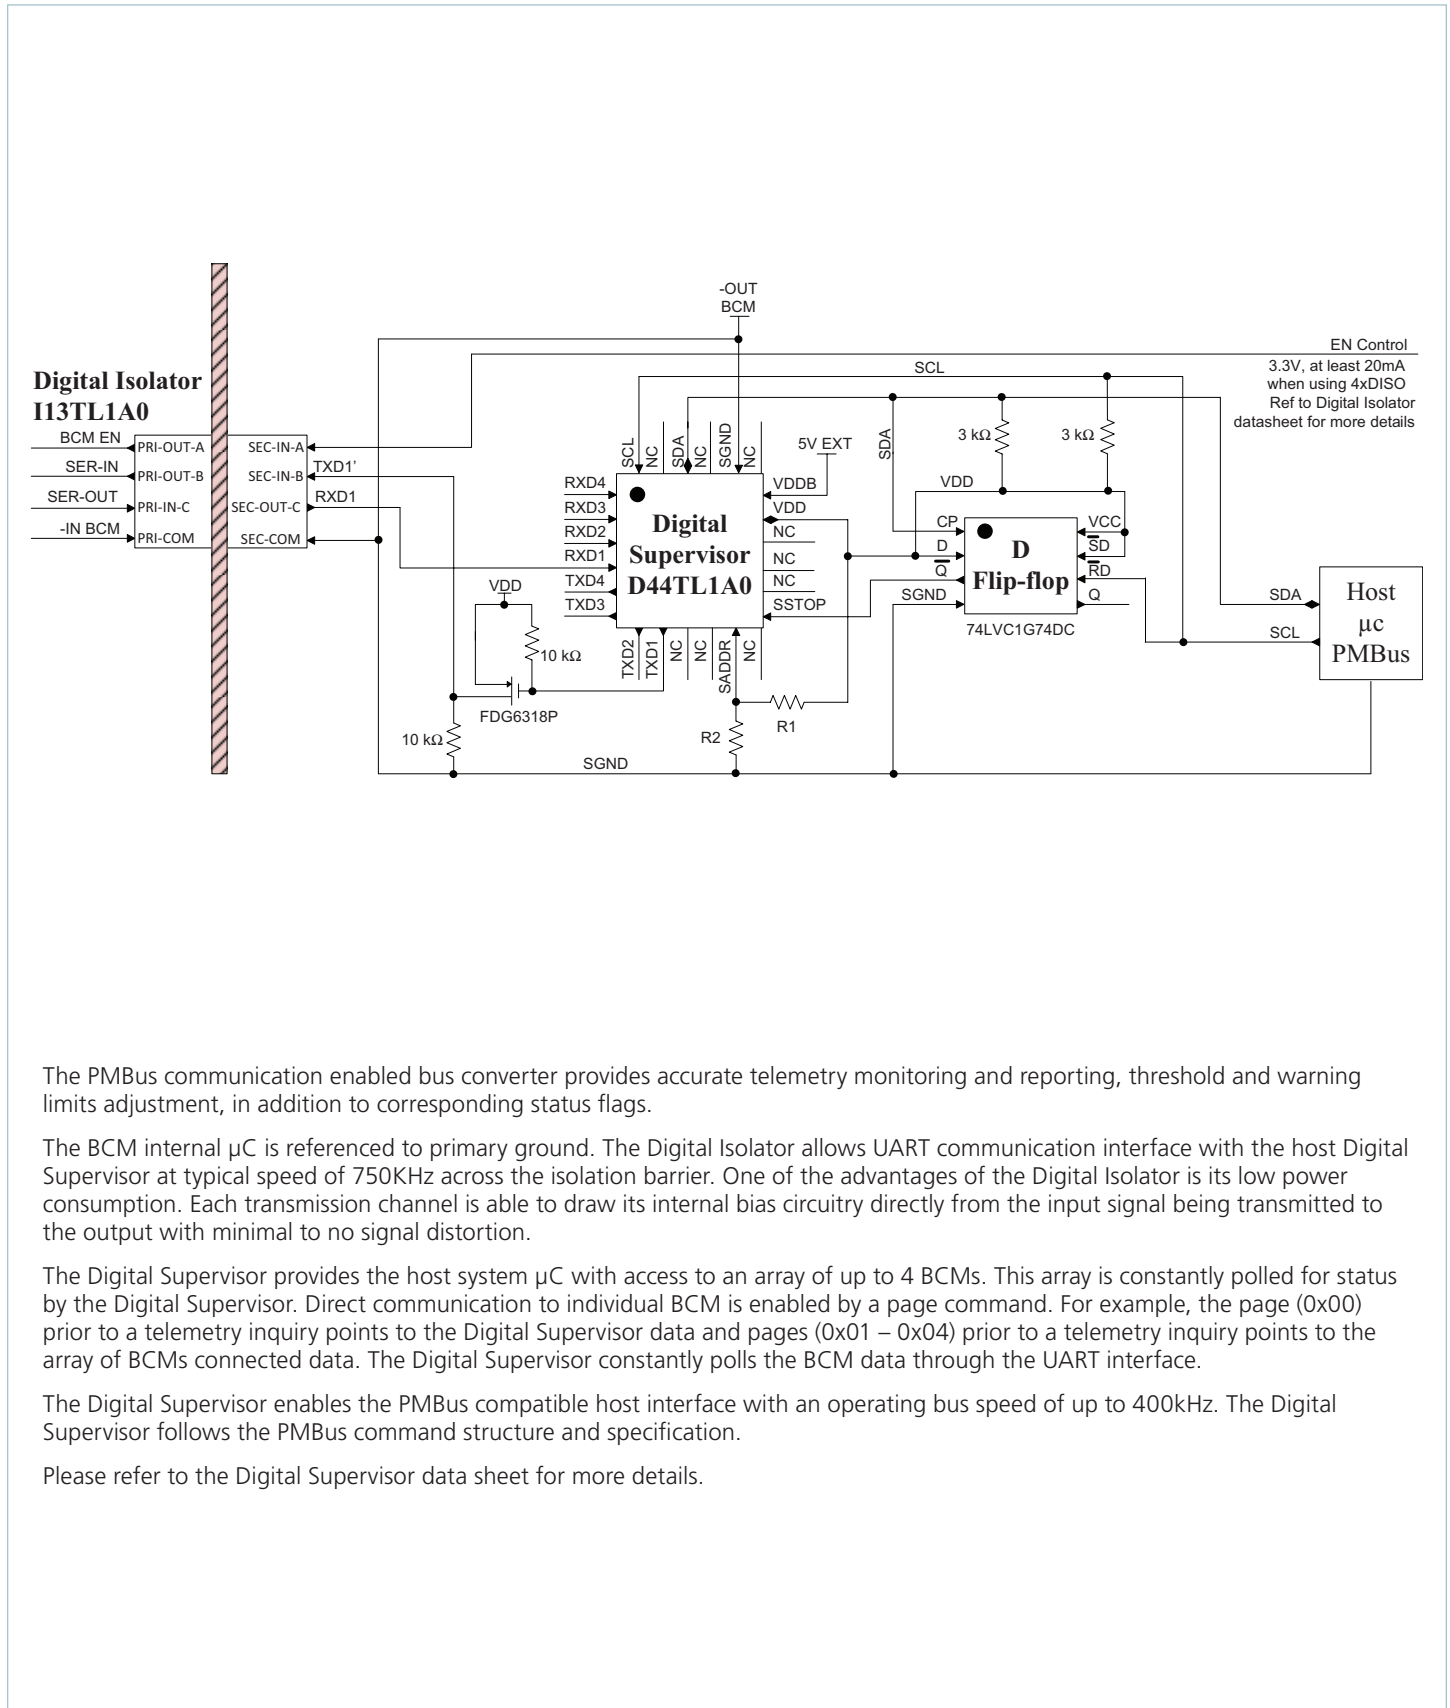 -OUT
BCM
EN Control
3.3V, at least 20mA
when using 4xDISO
Ref to Digital Isolator
datasheet for more details
SCL
Digital Isolator
I13TL1A0
BCM EN
SER-IN
SER-OUT
-IN BCM
PRI-OUT-A
PRI-OUT-B
PRI-IN-C
PRI-COM
SEC-IN-A
SEC-IN-B
SEC-OUT-C
SEC-COM
TXD1'
RXD1
SCL
NC
SDA
NC
SGND
NC
5V EXT
SDA
3 kΩ
3 kΩ
RXD4
RXD3
RXD2
RXD1
TXD4
TXD3
Digital
Supervisor
D44TL1A0
VDDB
VDD
NC
NC
NC
SSTOP
VDD
CP
D
Q
SGND
D
Flip-flop
74LVC1G74DC
VCC
SD
RD
Q
SDA
SCL
Host
µc
PMBus
VDD
10 kΩ
FDG6318P
10 kΩ
TXD2
TXD1
NC
NC
SADDR
NC
R1
R2
SGND
The PMBus communication enabled bus converter provides accurate telemetry monitoring and reporting, threshold and warning
limits adjustment, in addition to corresponding status flags.
The BCM internal µC is referenced to primary ground. The Digital Isolator allows UART communication interface with the host Digital
Supervisor at typical speed of 750KHz across the isolation barrier. One of the advantages of the Digital Isolator is its low power
consumption. Each transmission channel is able to draw its internal bias circuitry directly from the input signal being transmitted to
the output with minimal to no signal distortion.
The Digital Supervisor provides the host system µC with access to an array of up to 4 BCMs. This array is constantly polled for status
by the Digital Supervisor. Direct communication to individual BCM is enabled by a page command. For example, the page (0x00)
prior to a telemetry inquiry points to the Digital Supervisor data and pages (0x01 – 0x04) prior to a telemetry inquiry points to the
array of BCMs connected data. The Digital Supervisor constantly polls the BCM data through the UART interface.
The Digital Supervisor enables the PMBus compatible host interface with an operating bus speed of up to 400kHz. The Digital
Supervisor follows the PMBus command structure and specification.
Please refer to the Digital Supervisor data sheet for more details.